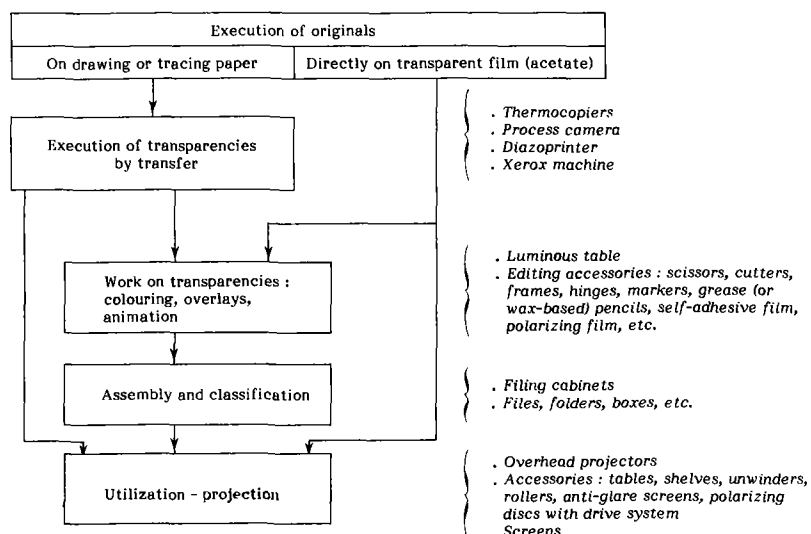 Execution of originals
On drawing or tracing paper
Directly on transparent film (acetate)
Execution of transparencies
by transfer
. Thermocopiers
. Process camera
. Diazoprinter
. Xerox machine
Work on transparencies :
colouring, overlays,
animation
. Luminous table
. Editing accessories : scissors, cutters,
frames, hinges, markers, grease (or
wax-based) pencils, self-adhesive film,
polarizing film, etc.
Assembly and classification
. Filing cabinets
. Files, folders, boxes, etc.
Utilization - projection
. Overhead projectors
. Accessories : tables, shelves, unwinders,
rollers, anti-glare screens, polarizing
discs with drive system
Screens